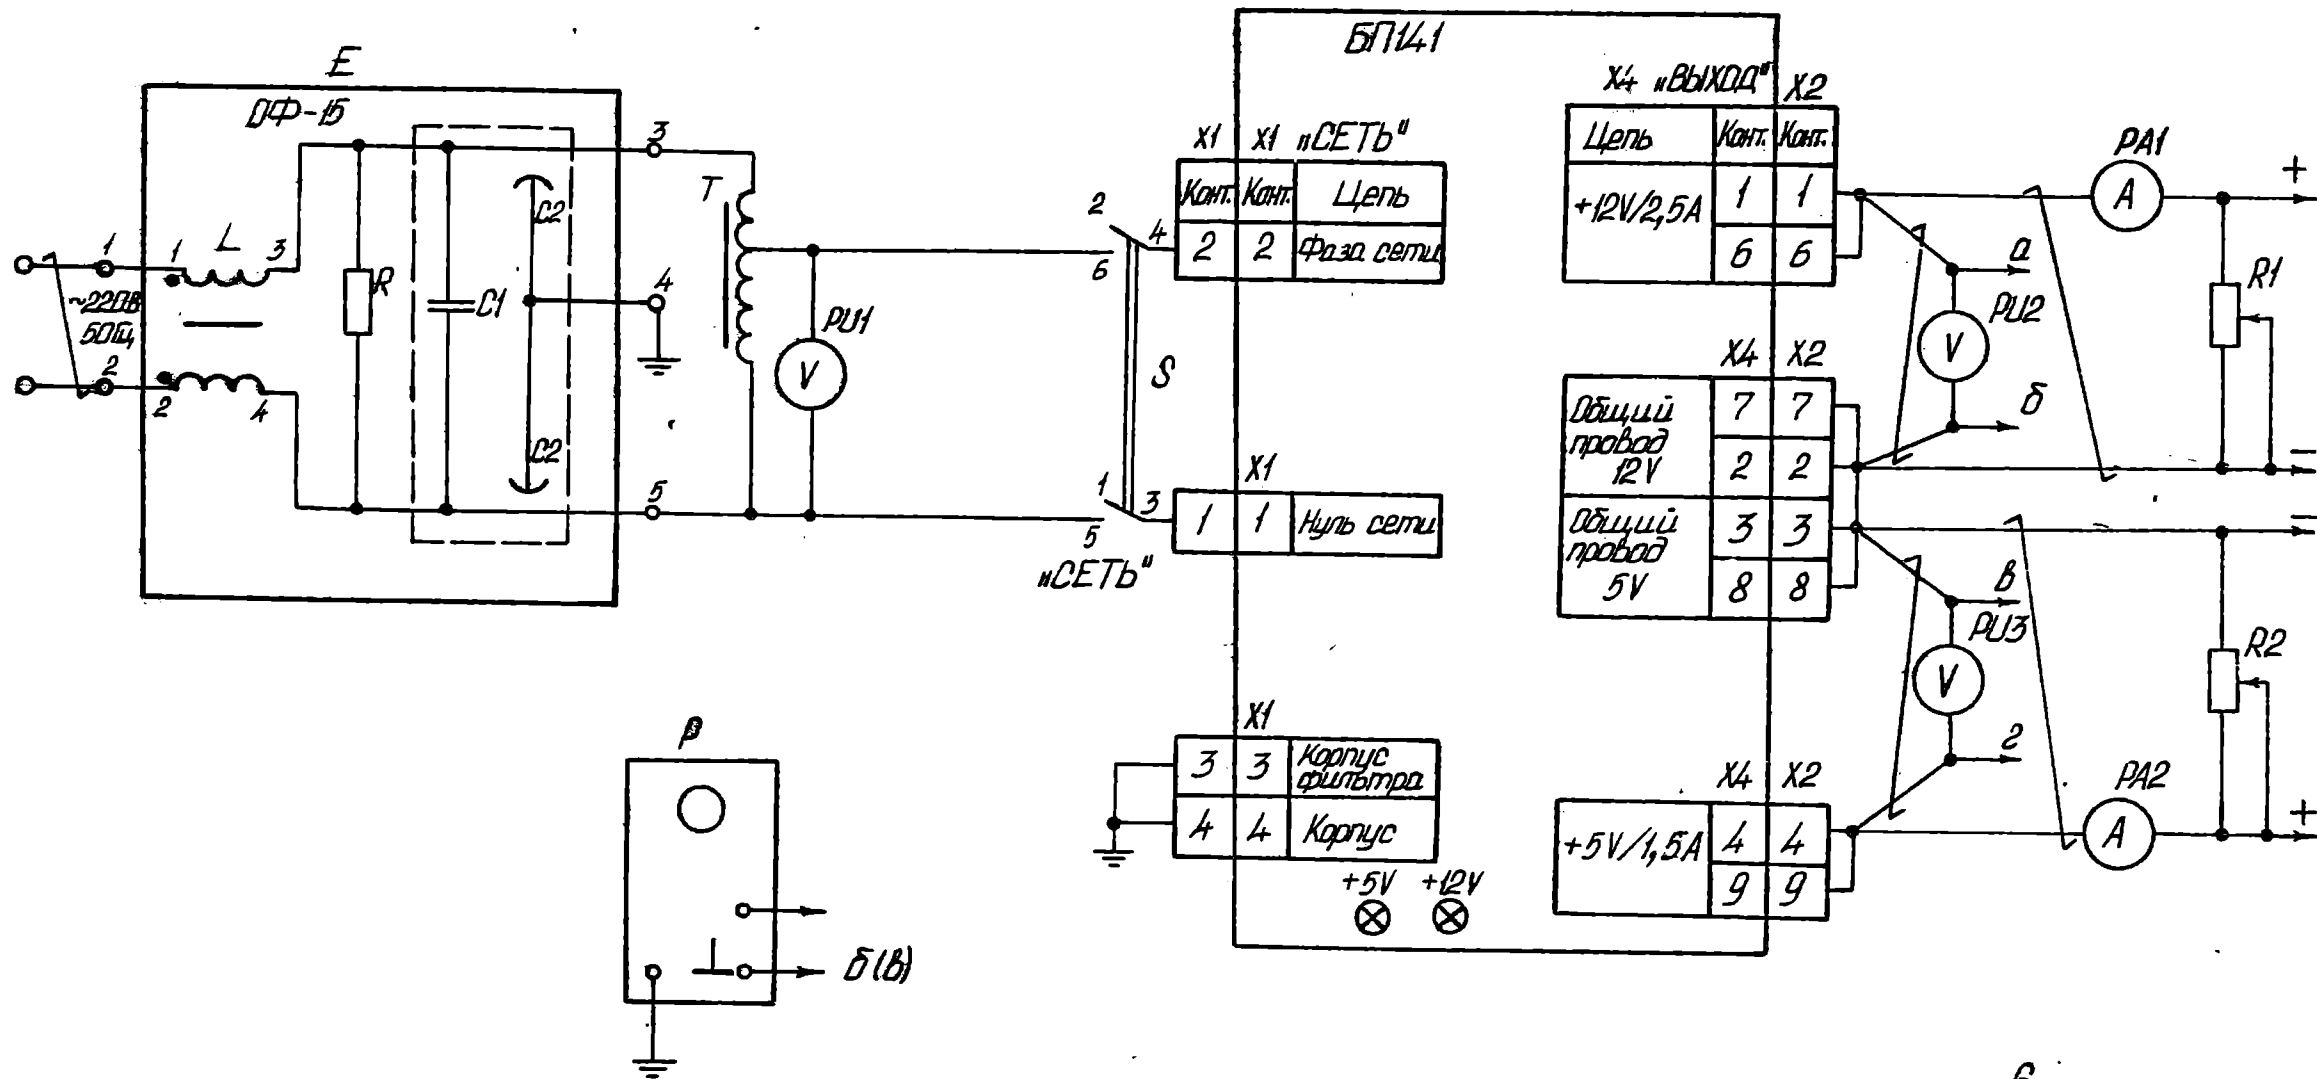 E
ОФ-15
1
2
~220В
50Гц
1
L
3
2
4
R
C1
C2
C2
3
4
5
T
PU1
V
2
6
4
S
1
5
3
„СЕТЬ"
БП141
X1 X1 „СЕТЬ"
Конт. Конт. Цепь
2 2 Фаза сети
X1
1 1 Нуль сети
X1
3 3 Корпус
фильтра
4 4 Корпус
+5V +12V
X4 „ВЫХОД" X2
Цепь Конт. Конт.
+12V/2,5A 1 1
6 6
X4 X2
Общий
провод
12V
7 7
2 2
Общий
провод
5V
3 3
8 8
X4 X2
+5V/1,5A 4 4
9 9
PA1
A
+
а
PU2
V
б
R1
−
−
в
PU3
V
г
R2
PA2
A
+
P
⊥
б(в)